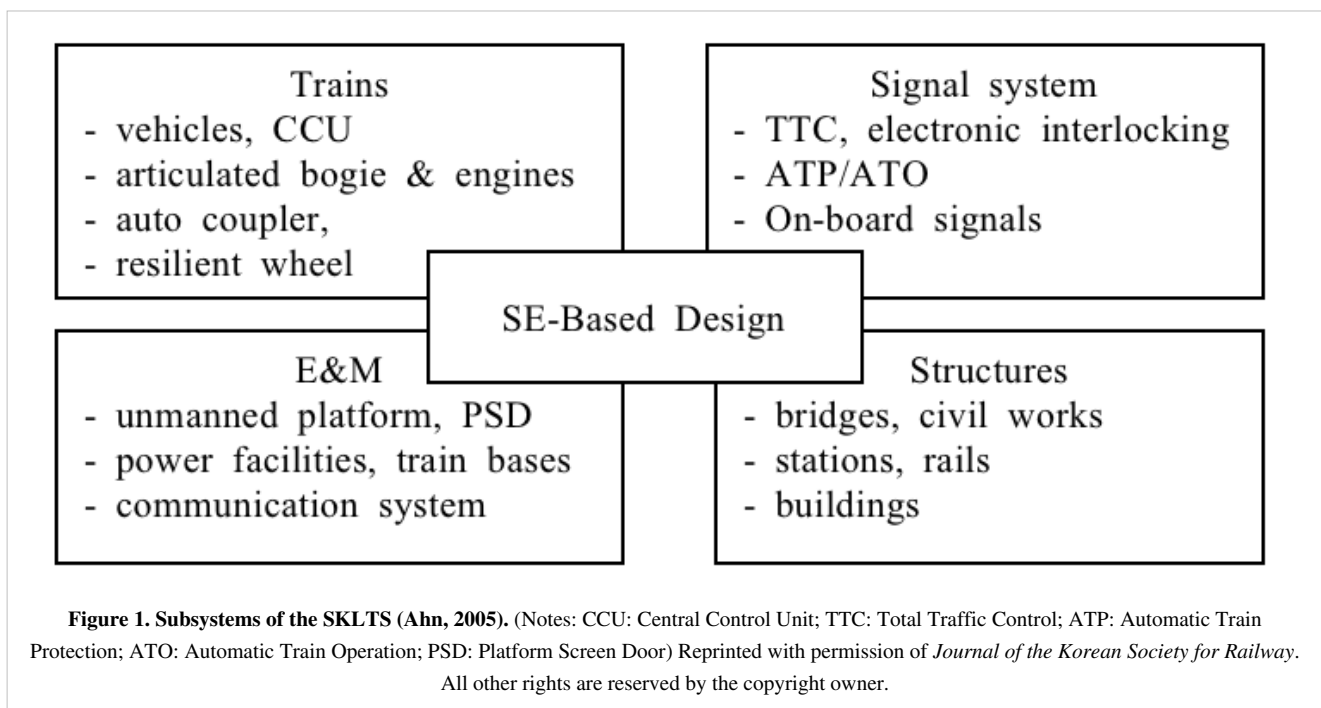 Trains
- vehicles, CCU
- articulated bogie & engines
- auto coupler,
- resilient wheel
Signal system
- TTC, electronic interlocking
- ATP/ATO
- On-board signals
SE-Based Design
E&M
- unmanned platform, PSD
- power facilities, train bases
- communication system
Structures
- bridges, civil works
- stations, rails
- buildings
Figure 1. Subsystems of the SKLTS (Ahn, 2005). (Notes: CCU: Central Control Unit; TTC: Total Traffic Control; ATP: Automatic Train
Protection; ATO: Automatic Train Operation; PSD: Platform Screen Door) Reprinted with permission of Journal of the Korean Society for Railway.
All other rights are reserved by the copyright owner.